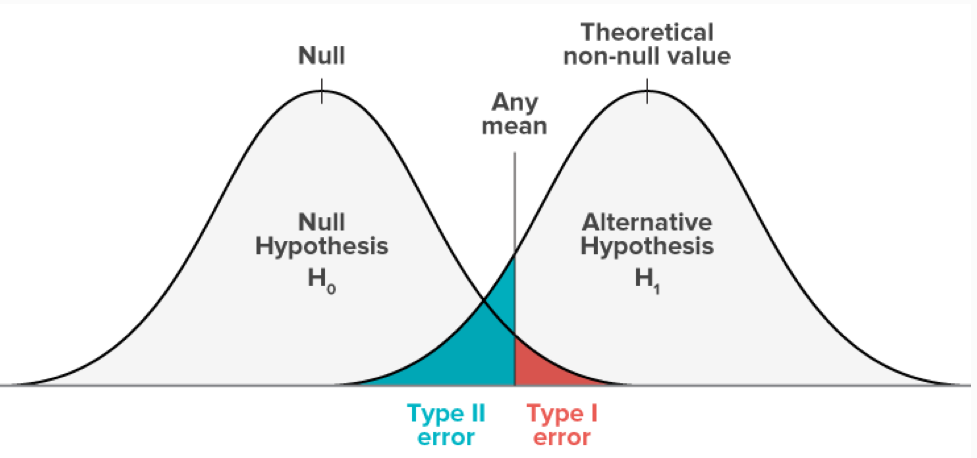 Null
Theoretical
non-null value
Any
mean
Null
Hypothesis
H₀
Alternative
Hypothesis
H₁
Type II
error
Type I
error